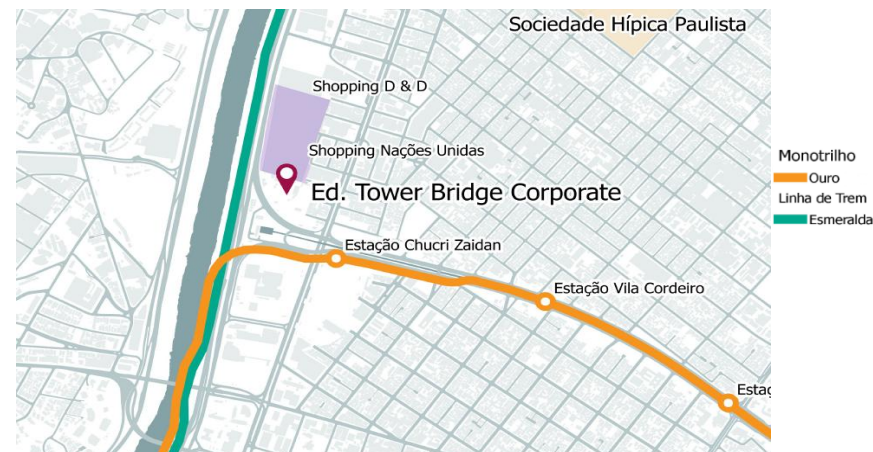 Sociedade Hípica Paulista
Shopping D & D
Shopping Nações Unidas
Ed. Tower Bridge Corporate
Estação Chucri Zaidan
Estação Vila Cordeiro
Estaç
Monotrilho
Ouro
Linha de Trem
Esmeralda